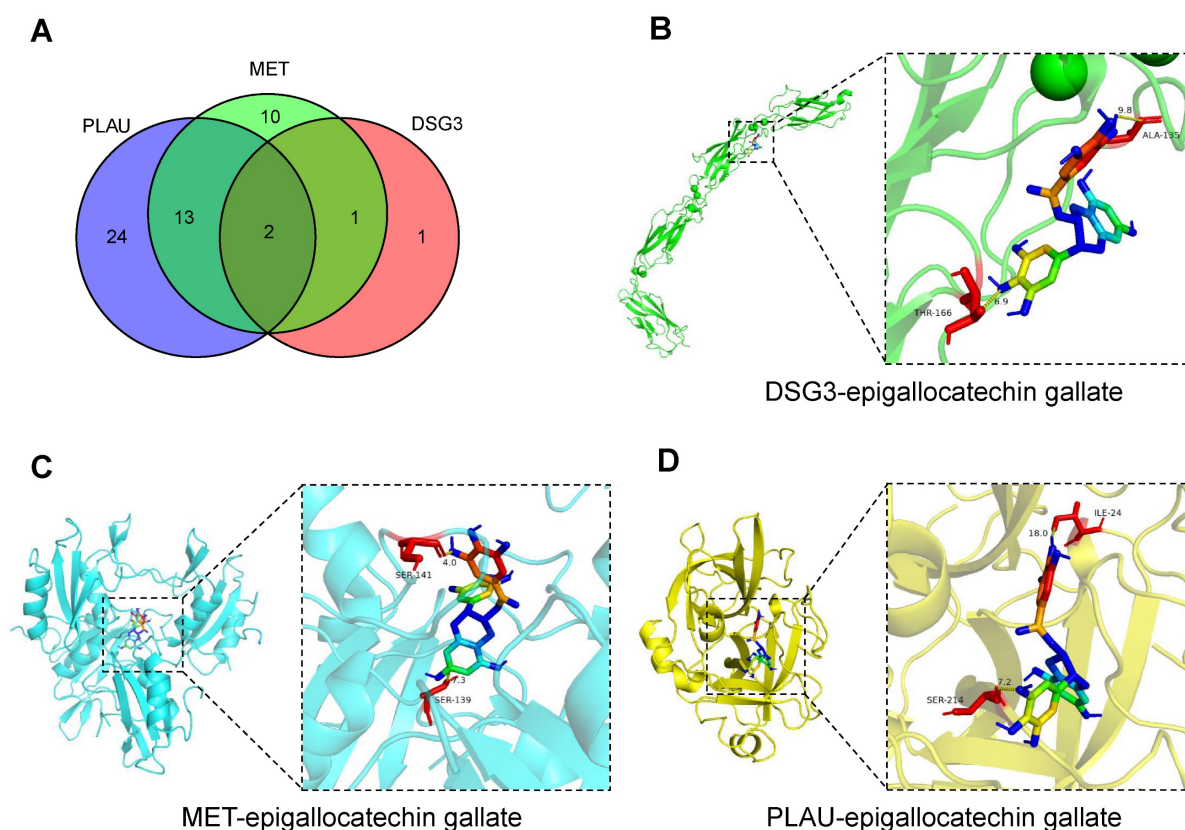 A
MET
PLAU
DSG3
10
24
13
2
1
1
B
9.8
ALA-135
THR-166
6.9
DSG3-epigallocatechin gallate
C
4.0
SER-141
7.3
SER-139
MET-epigallocatechin gallate
D
ILE-24
18.0
7.2
SER-214
PLAU-epigallocatechin gallate